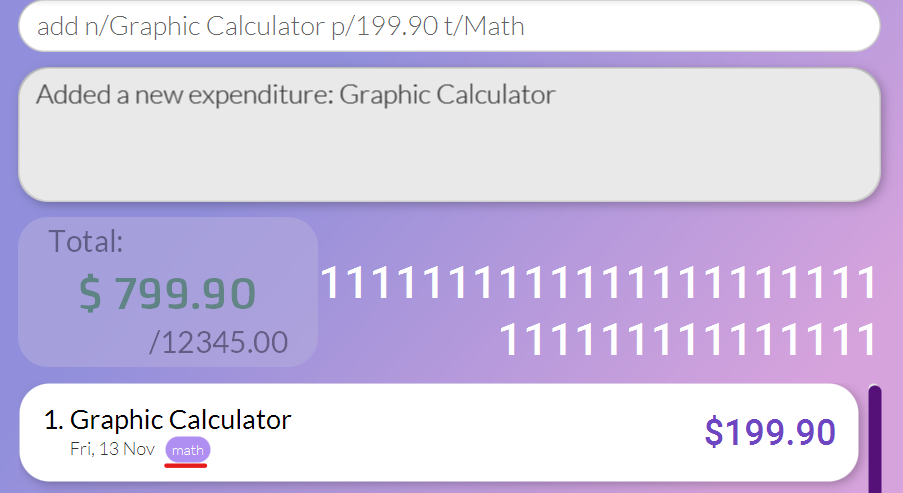 add n/Graphic Calculator p/199.90 t/Math
Added a new expenditure: Graphic Calculator
Total:
$ 799.90
/12345.00
1111111111111111111111
111111111111111
1. Graphic Calculator
Fri, 13 Nov math
$199.90